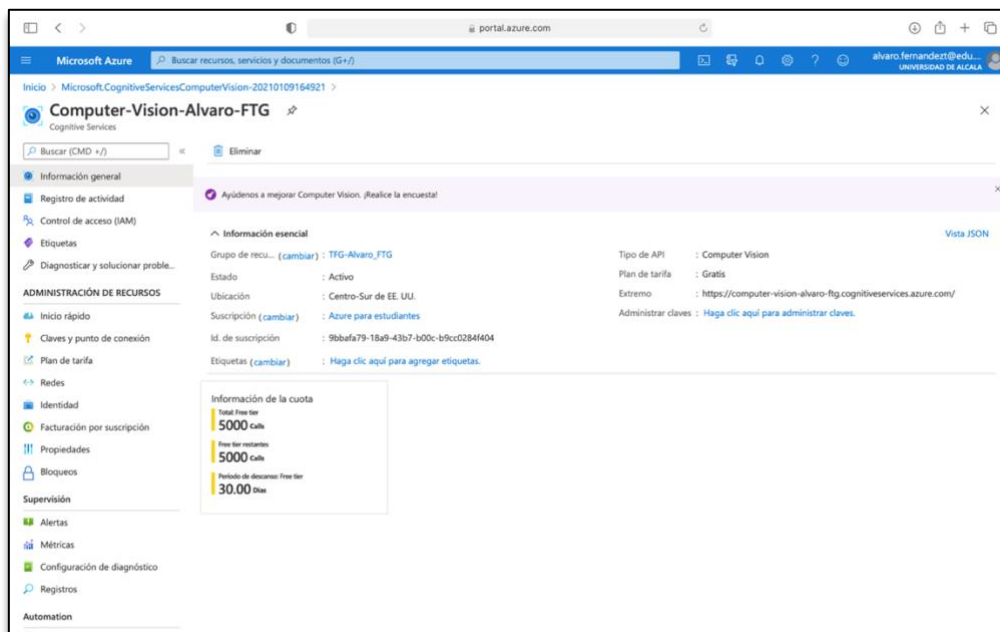 portal.azure.com
Microsoft Azure
Buscar recursos, servicios y documentos (G+/)
alvaro.fernandezt@edu...
UNIVERSIDAD DE ALCALA
Inicio > Microsoft.CognitiveServicesComputerVision-20210109164921 >
Computer-Vision-Alvaro-FTG
Cognitive Services
Buscar (CMD +/)
Eliminar
Información general
Registro de actividad
Control de acceso (IAM)
Etiquetas
Diagnosticar y solucionar proble...
ADMINISTRACIÓN DE RECURSOS
Inicio rápido
Claves y punto de conexión
Plan de tarifa
Redes
Identidad
Facturación por suscripción
Propiedades
Bloqueos
Supervisión
Alertas
Métricas
Configuración de diagnóstico
Registros
Automation
Ayúdenos a mejorar Computer Vision. ¡Realice la encuesta!
Información esencial
Vista JSON
Grupo de recu... (cambiar) : TFG-Alvaro_FTG
Estado : Activo
Ubicación : Centro-Sur de EE. UU.
Suscripción (cambiar) : Azure para estudiantes
Id. de suscripción : 9bbafa79-18a9-43b7-b00c-b9cc0284f404
Etiquetas (cambiar) : Haga clic aquí para agregar etiquetas.
Tipo de API : Computer Vision
Plan de tarifa : Gratis
Extremo : https://computer-vision-alvaro-ftg.cognitiveservices.azure.com/
Administrar claves : Haga clic aquí para administrar claves.
Información de la cuota
Total: Free tier
5000 Calls
Free tier restantes
5000 Calls
Período de descanso: Free tier
30.00 Días